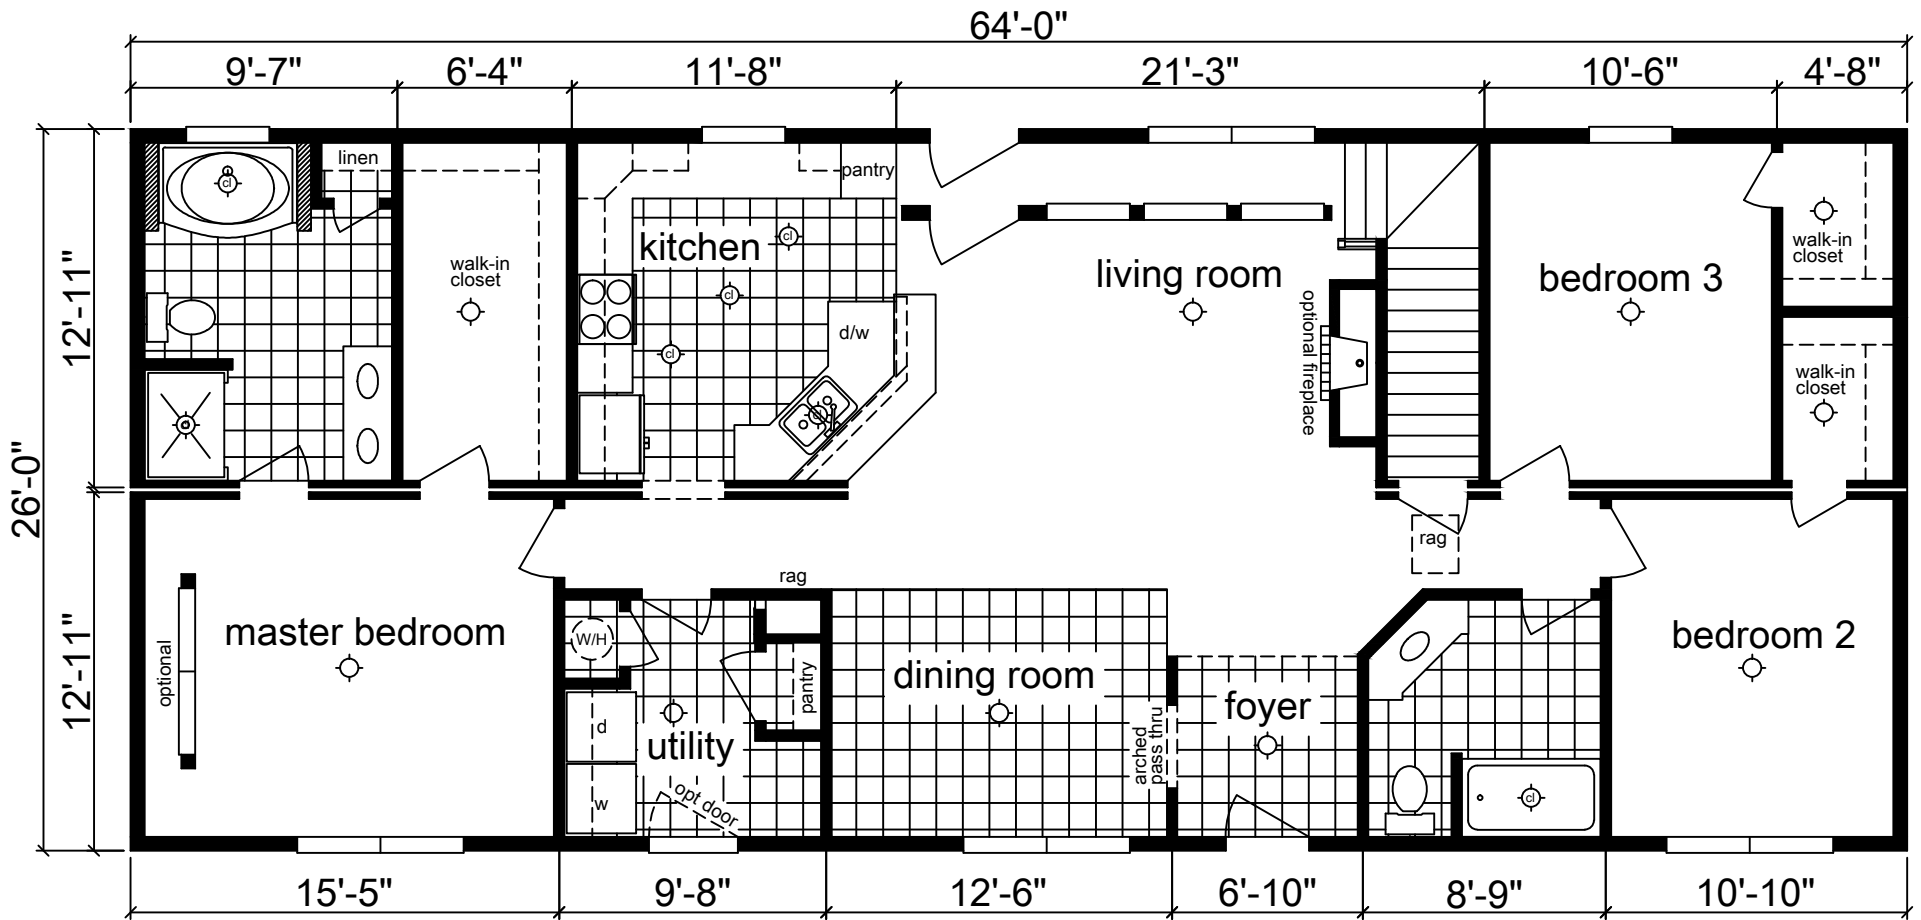 64'-0"
9'-7"
6'-4"
11'-8"
21'-3"
10'-6"
4'-8"
12'-11"
26'-0"
12'-11"
cl
linen
walk-in
closet
kitchen
pantry
cl
cl
cl
d/w
cl
living room
optional fireplace
bedroom 3
walk-in
closet
walk-in
closet
master bedroom
optional
rag
W/H
pantry
d
utility
w
opt door
dining room
arched
pass thru
foyer
rag
cl
bedroom 2
15'-5"
9'-8"
12'-6"
6'-10"
8'-9"
10'-10"